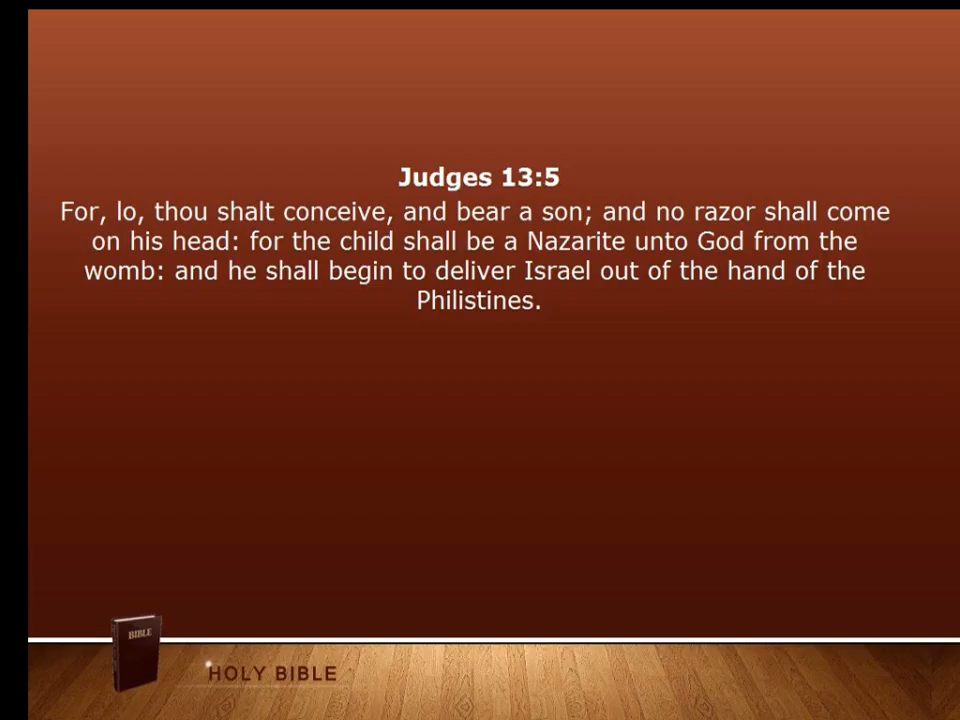 Judges 13:5
For, lo, thou shalt conceive, and bear a son; and no razor shall come
on his head: for the child shall be a Nazarite unto God from the
womb: and he shall begin to deliver Israel out of the hand of the
Philistines.
BIBLE
HOLY BIBLE